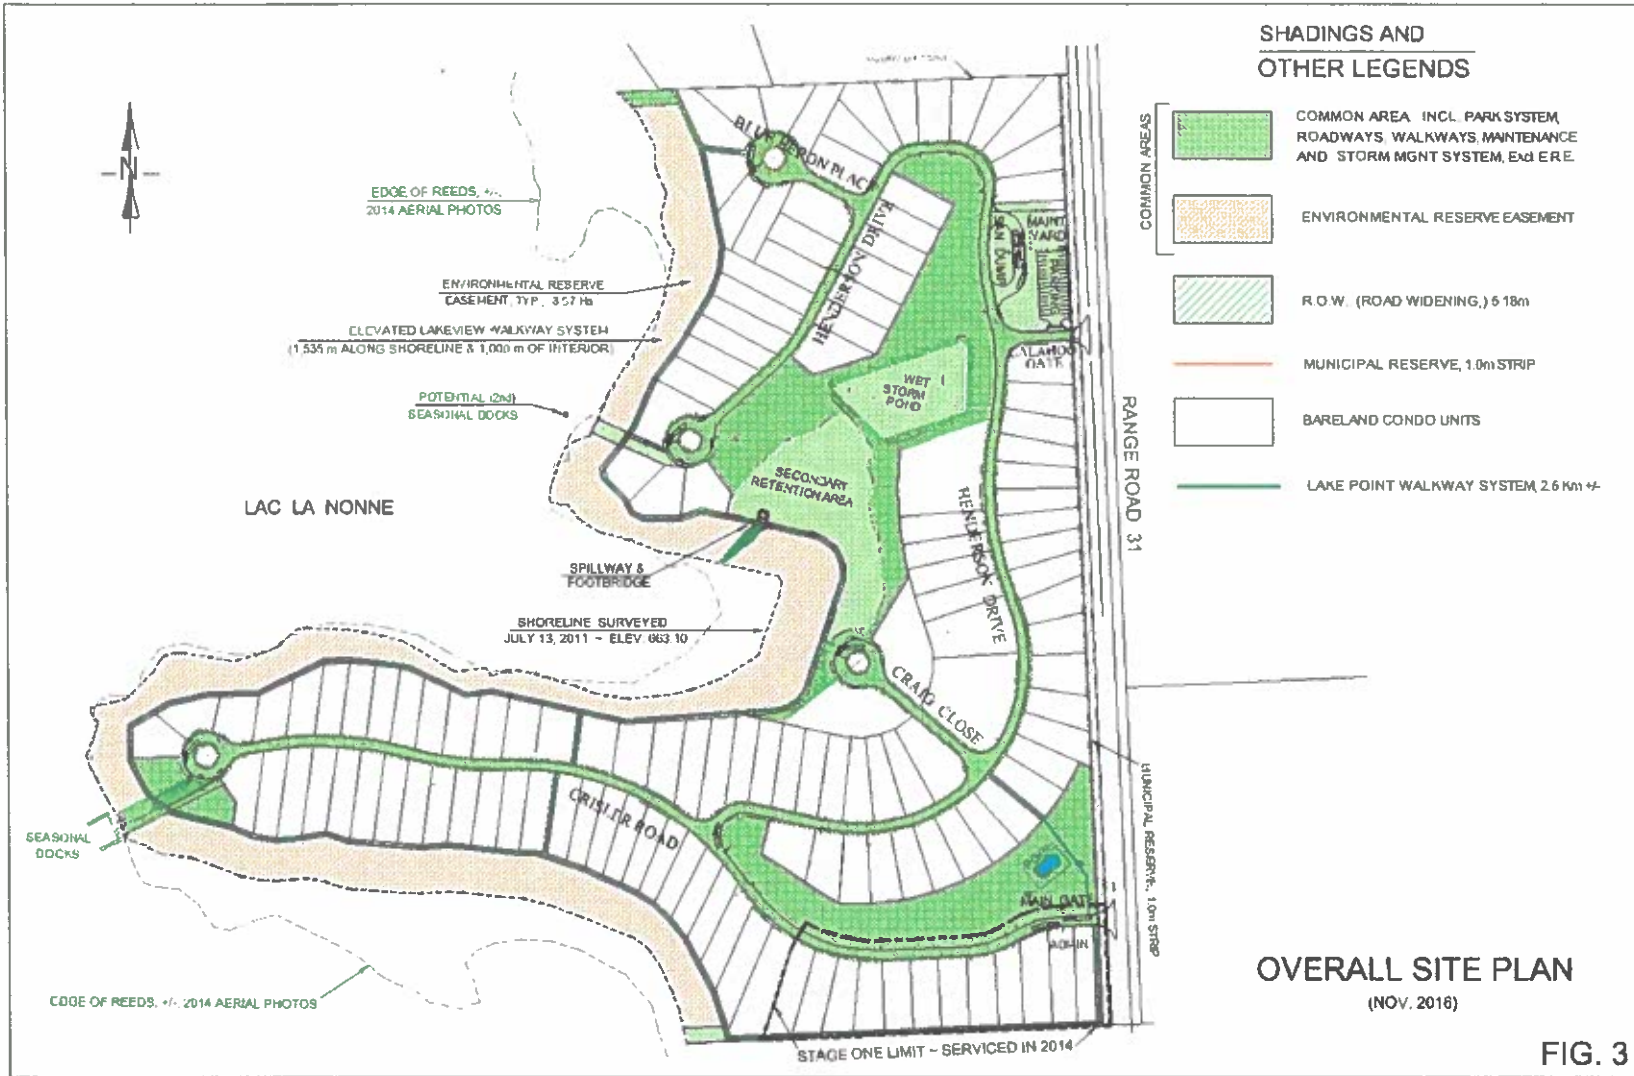 SHADINGS AND
OTHER LEGENDS
COMMON AREAS
COMMON AREA INCL. PARK SYSTEM,
ROADWAYS, WALKWAYS, MAINTENANCE
AND STORM MGNT SYSTEM, Excl E.R.E.
ENVIRONMENTAL RESERVE EASEMENT
R.O.W. (ROAD WIDENING,) 5.18m
MUNICIPAL RESERVE, 1.0m STRIP
BARELAND CONDO UNITS
LAKE POINT WALKWAY SYSTEM, 2.6 Km +/-
N
EDGE OF REEDS, +/-,
2014 AERIAL PHOTOS
ENVIRONMENTAL RESERVE
EASEMENT, TYP., 8.57 Ha
ELEVATED LAKEVIEW WALKWAY SYSTEM
(1,535 m ALONG SHORELINE & 1,000 m OF INTERIOR)
POTENTIAL (2nd)
SEASONAL DOCKS
LAC LA NONNE
BLUE HERON PLACE
HENDERSON DRIVE
SAN DUMP
MAINT.
YARD
PARKING
CALAHOO
GATE
WET
STORM
POND
SECONDARY
RETENTION AREA
RANGE ROAD 31
HENDERSON DRIVE
SPILLWAY &
FOOTBRIDGE
SHORELINE SURVEYED
JULY 13, 2011 ~ ELEV. 663.10
CRAIG CLOSE
CRISLER ROAD
MUNICIPAL RESERVE, 1.0m STRIP
SEASONAL
DOCKS
MAIN GATE
ADMIN
EDGE OF REEDS, +/-, 2014 AERIAL PHOTOS
STAGE ONE LIMIT ~ SERVICED IN 2014
OVERALL SITE PLAN
(NOV. 2016)
FIG. 3